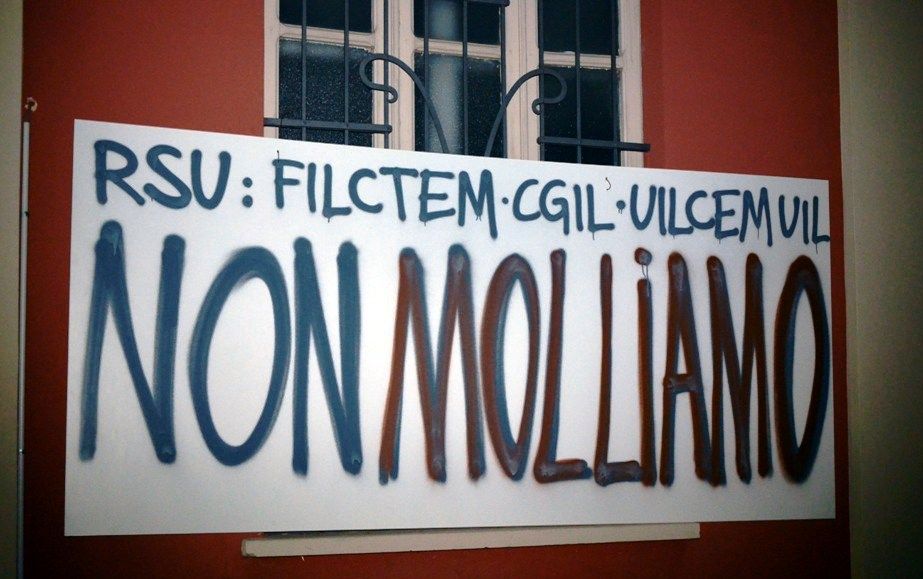 RSU: FILCTEM·CGIL·UILCEM UIL
NON MOLLiAMO